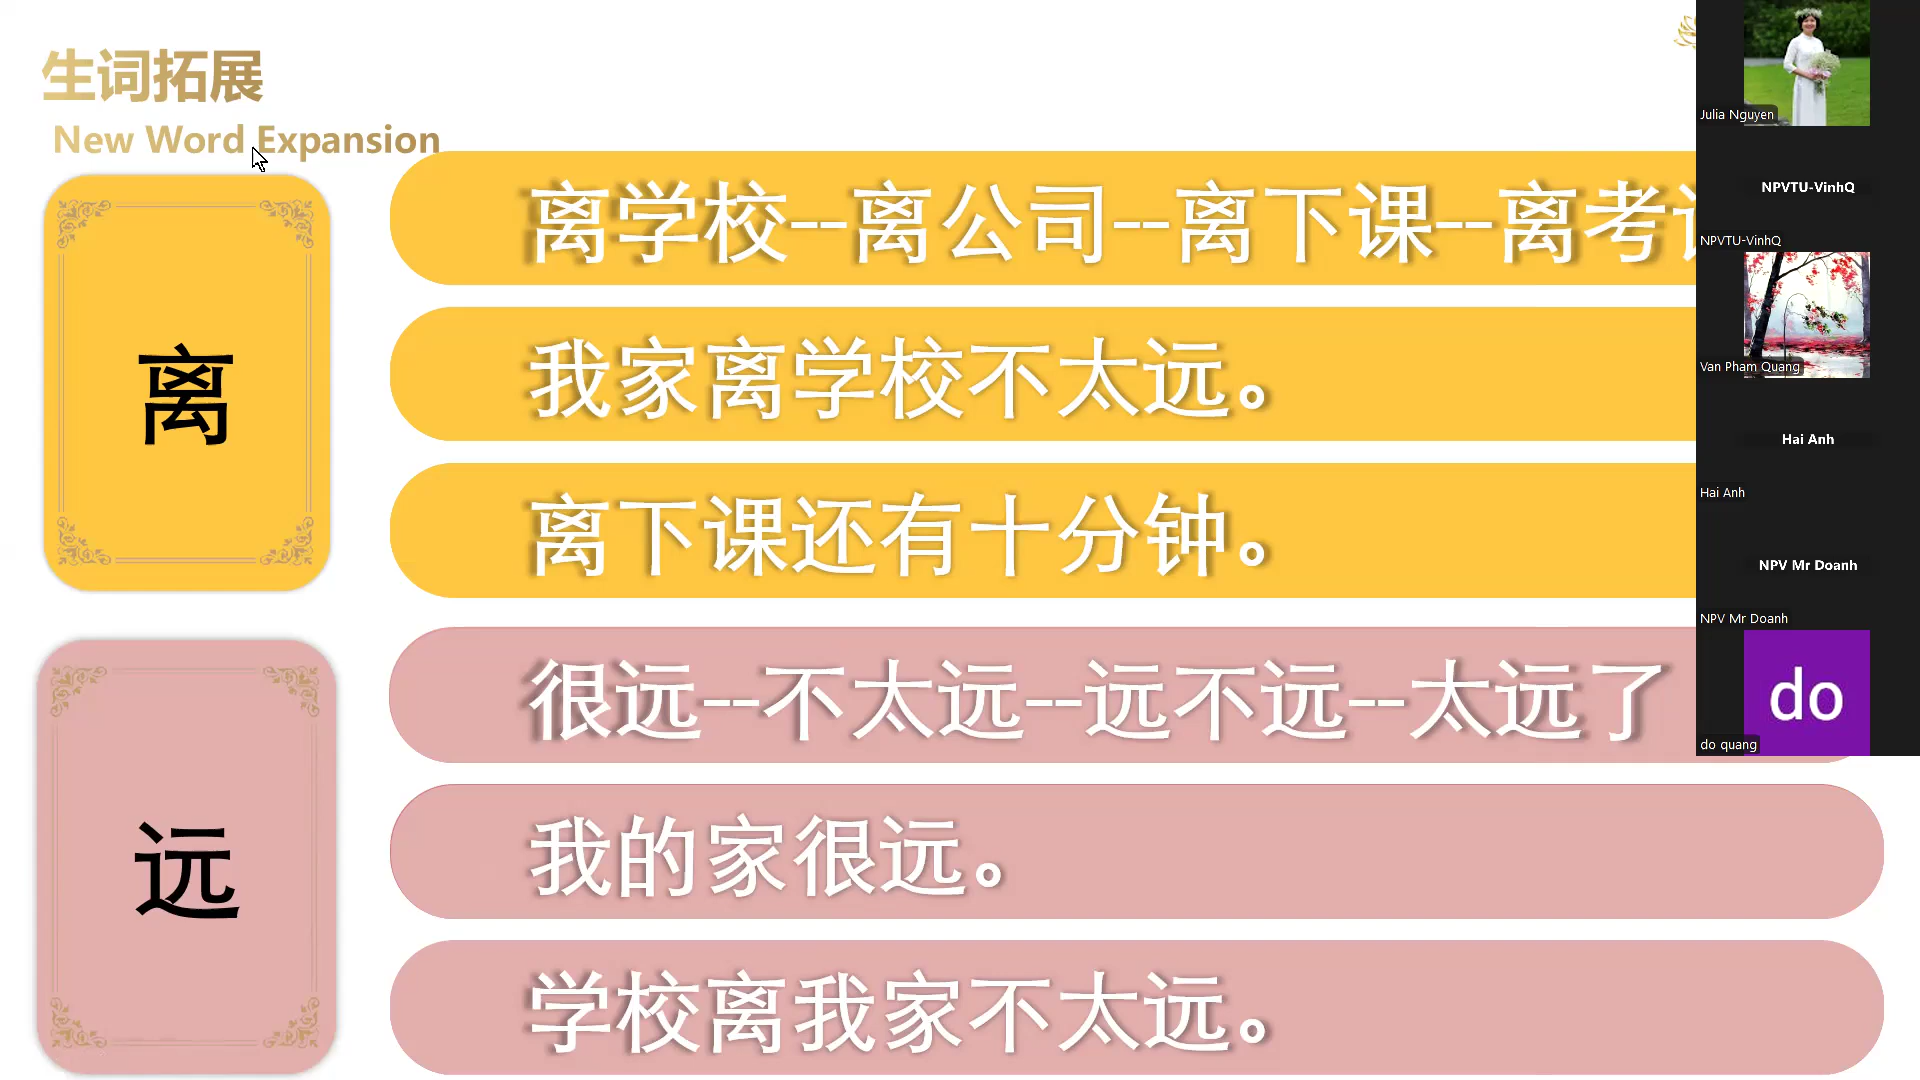 生词拓展
New Word Expansion
离
离学校--离公司--离下课--离考
我家离学校不太远。
离下课还有十分钟。
远
很远--不太远--远不远--太远了
我的家很远。
学校离我家不太远。
Julia Nguyen
NPVTU-VinhQ
NPVTU-VinhQ
Van Pham Quang
Hai Anh
Hai Anh
NPV Mr Doanh
NPV Mr Doanh
do
do quang